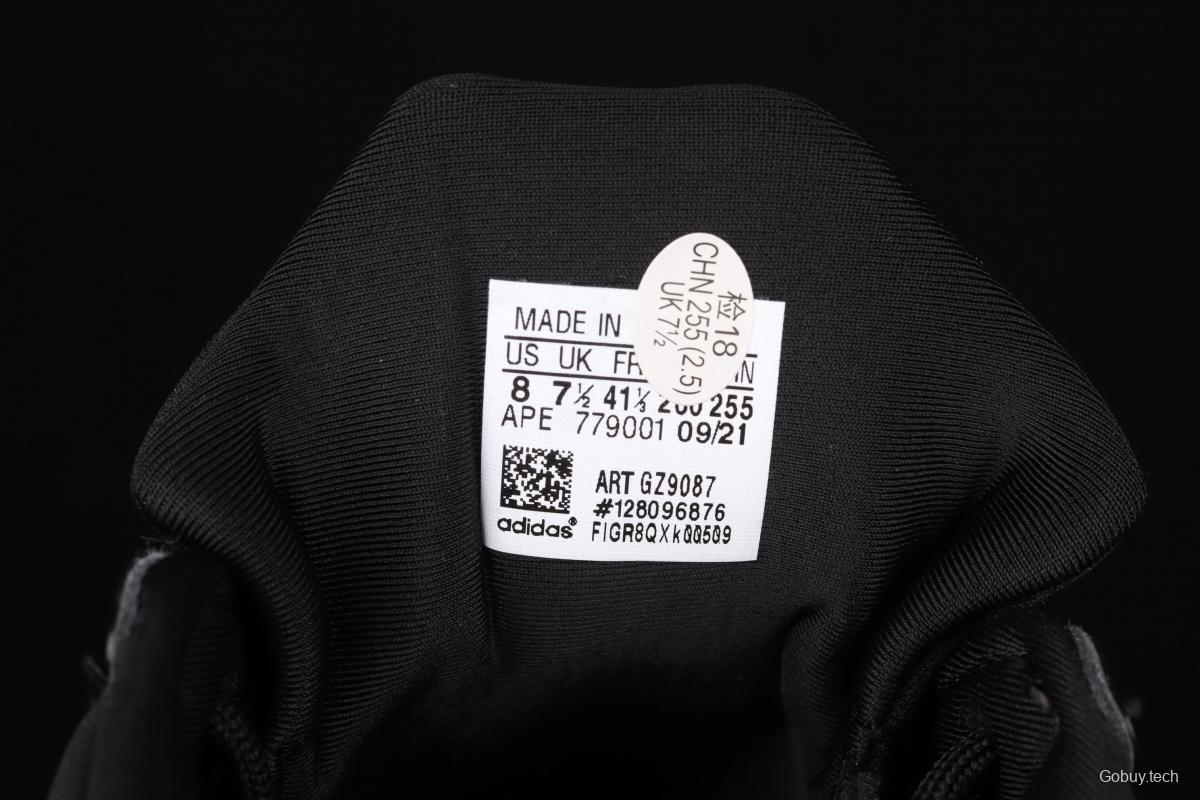 检18
CHN 255 (2.5)
UK 7½
MADE IN
US UK FR
8 7½ 41⅓ 255
APE 779001 09/21
ART GZ9087
#128096876
adidas®
Gobuy.tech